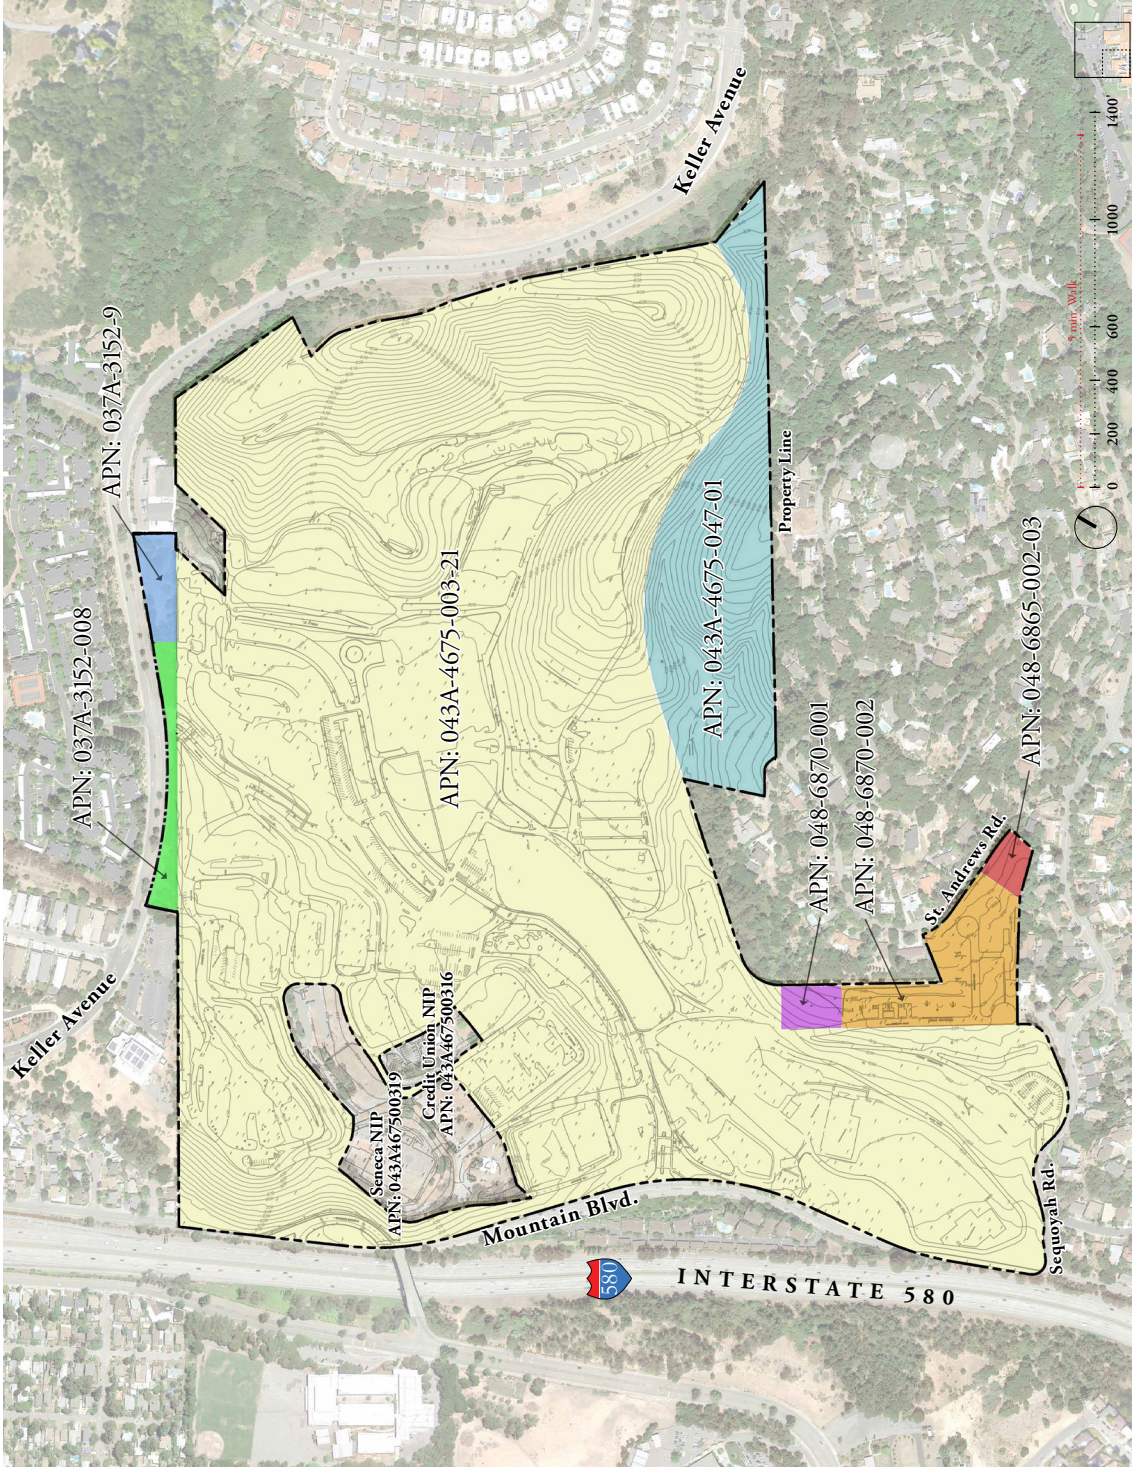 Keller Avenue
APN: 037A-3152-008
APN: 037A-3152-9
Keller Avenue
APN: 043A-4675-003-21
Seneca NIP
APN: 043A467500319
Credit Union NIP
APN: 043A467500316
Mountain Blvd.
580
INTERSTATE 580
APN: 043A-4675-047-01
Property Line
APN: 048-6870-001
APN: 048-6870-002
St. Andrews Rd.
APN: 048-6865-002-03
Sequoyah Rd.
5 min. Walk
0 200 400 600 1000 1400'